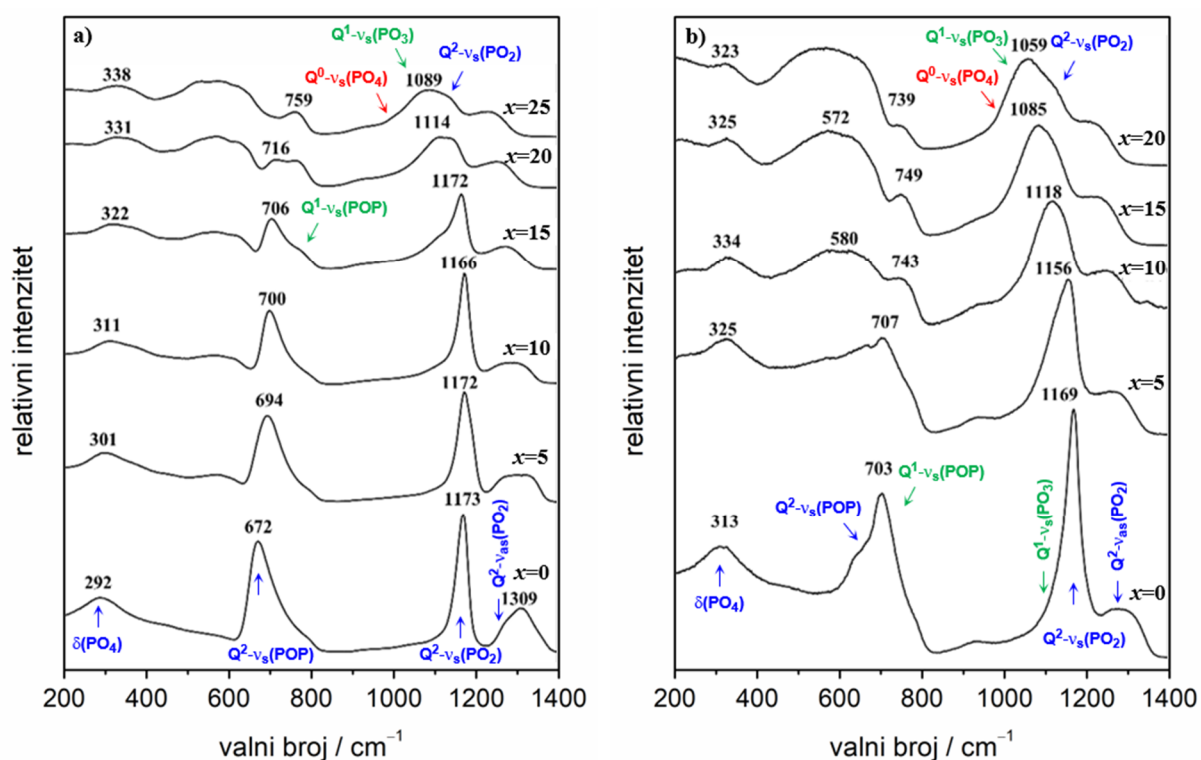 a)
Q¹-νₛ(PO₃)
Q²-νₛ(PO₂)
Q⁰-νₛ(PO₄)
338
759
1089
x=25
331
716
1114
x=20
322
706
Q¹-νₛ(POP)
1172
x=15
311
700
1166
x=10
301
694
1172
x=5
292
δ(PO₄)
672
Q²-νₛ(POP)
1173
Q²-νₛ(PO₂)
Q²-νₐₛ(PO₂)
1309
x=0
relativni intenzitet
200 400 600 800 1000 1200 1400
valni broj / cm⁻¹
b)
Q¹-νₛ(PO₃)
1059
Q²-νₛ(PO₂)
Q⁰-νₛ(PO₄)
323
739
x=20
325
572
749
1085
x=15
334
580
743
1118
x=10
325
707
1156
x=5
313
δ(PO₄)
Q²-νₛ(POP)
703
Q¹-νₛ(POP)
Q¹-νₛ(PO₃)
1169
Q²-νₛ(PO₂)
Q²-νₐₛ(PO₂)
x=0
relativni intenzitet
200 400 600 800 1000 1200 1400
valni broj / cm⁻¹